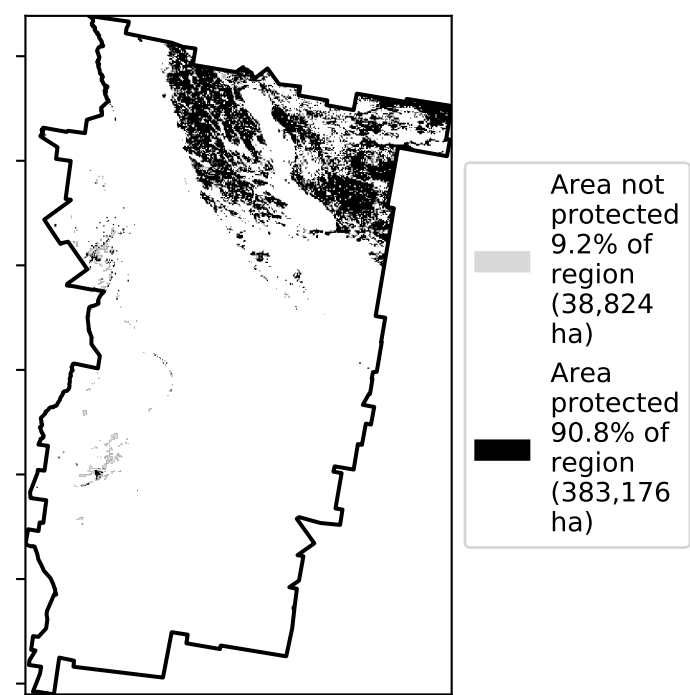 Area not
protected
9.2% of
region
(38,824
ha)
Area
protected
90.8% of
region
(383,176
ha)